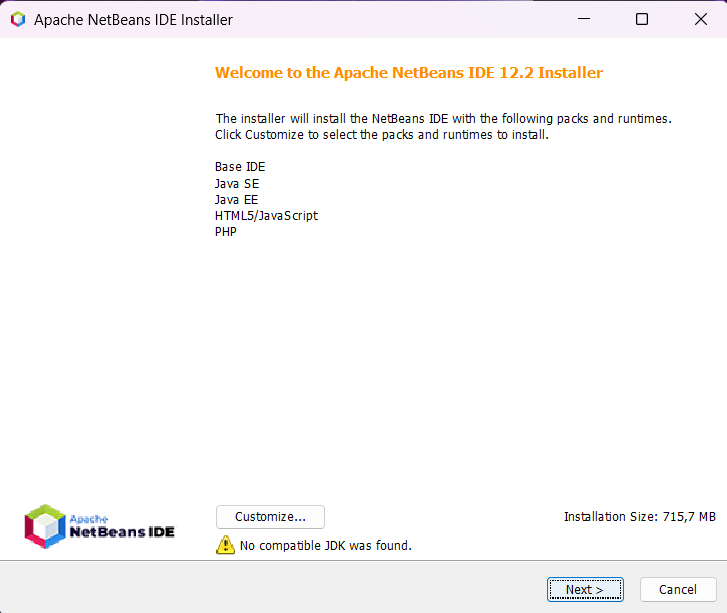 Apache NetBeans IDE Installer
Welcome to the Apache NetBeans IDE 12.2 Installer
The installer will install the NetBeans IDE with the following packs and runtimes.
Click Customize to select the packs and runtimes to install.
Base IDE
Java SE
Java EE
HTML5/JavaScript
PHP
Apache
NetBeans IDE
Customize...
Installation Size: 715,7 MB
No compatible JDK was found.
Next >
Cancel